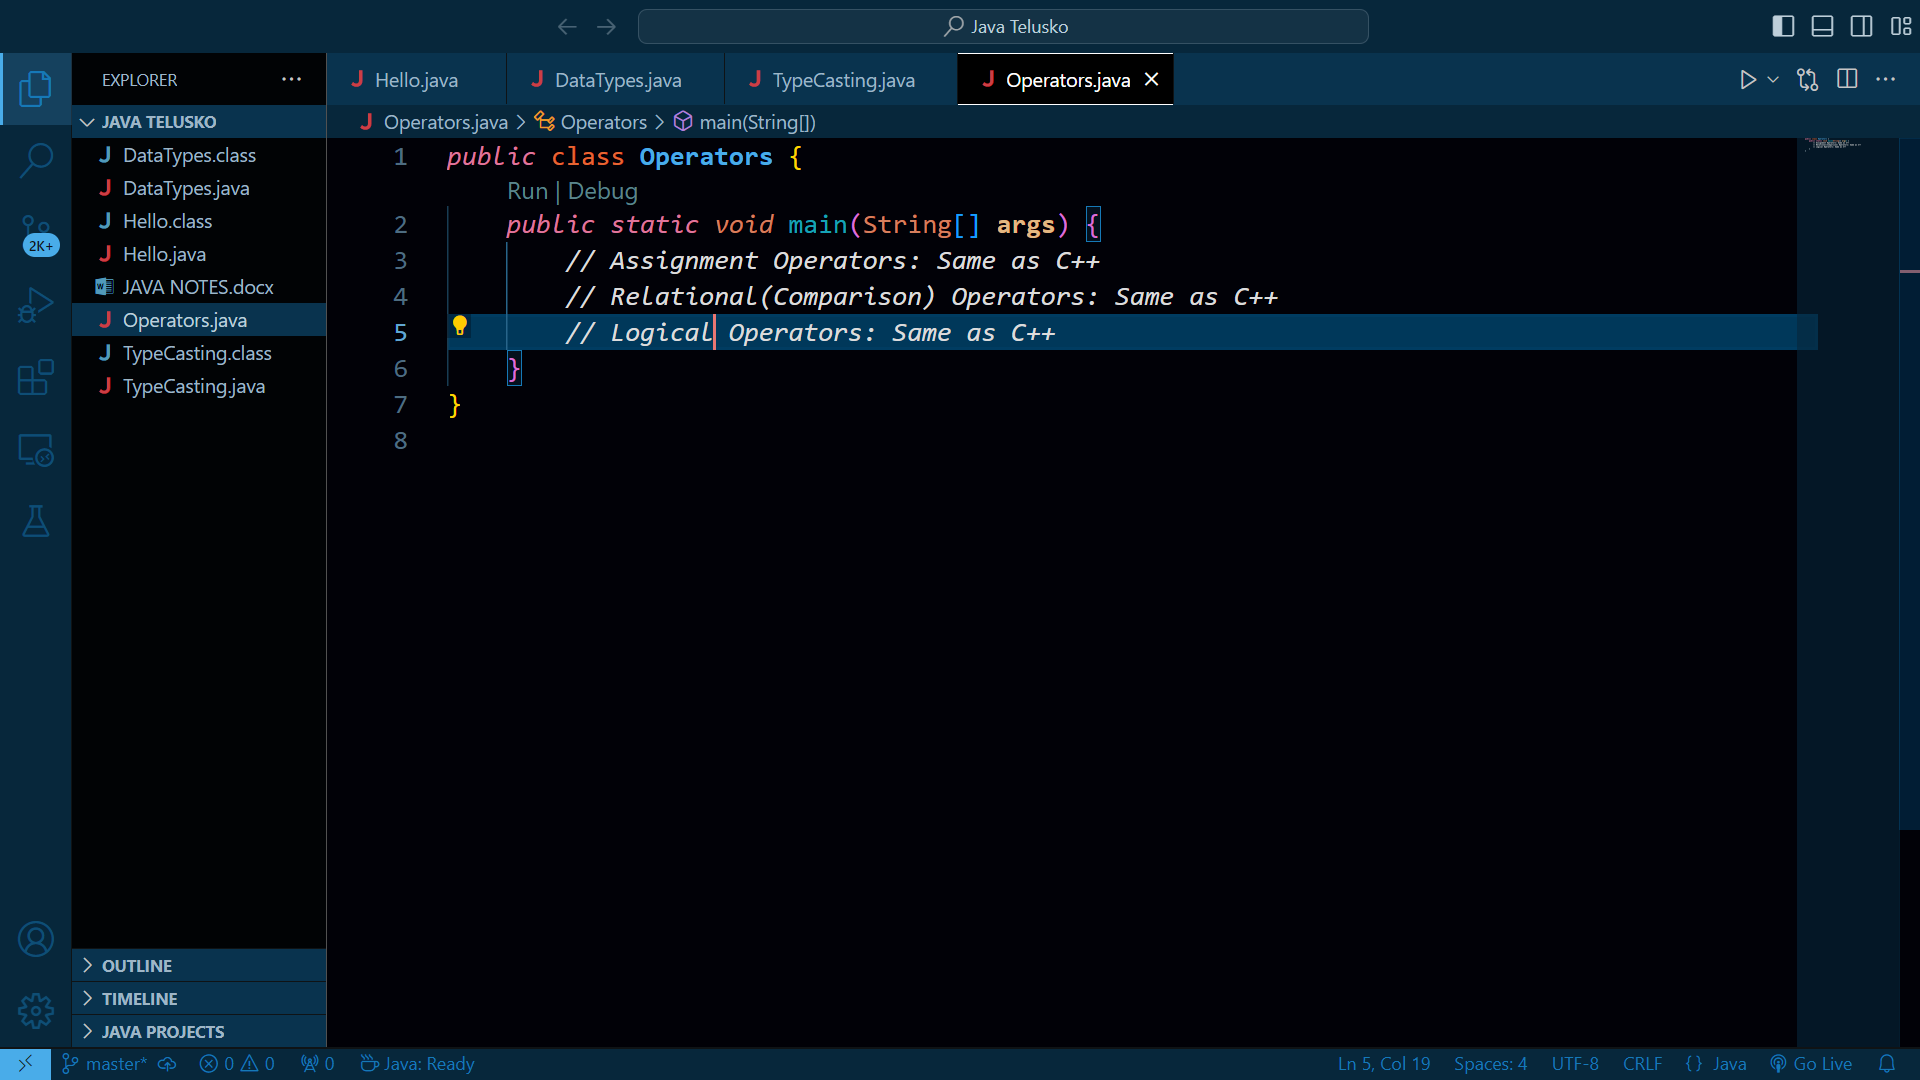 Java Telusko
EXPLORER
Hello.java
DataTypes.java
TypeCasting.java
Operators.java
JAVA TELUSKO
Operators.java > Operators > main(String[])
DataTypes.class
DataTypes.java
Hello.class
Hello.java
JAVA NOTES.docx
Operators.java
TypeCasting.class
TypeCasting.java
2K+
1 public class Operators {
Run | Debug
2 public static void main(String[] args) {
3 // Assignment Operators: Same as C++
4 // Relational(Comparison) Operators: Same as C++
5 // Logical Operators: Same as C++
6 }
7 }
8
OUTLINE
TIMELINE
JAVA PROJECTS
master* 0 0 0 Java: Ready Ln 5, Col 19 Spaces: 4 UTF-8 CRLF {} Java Go Live